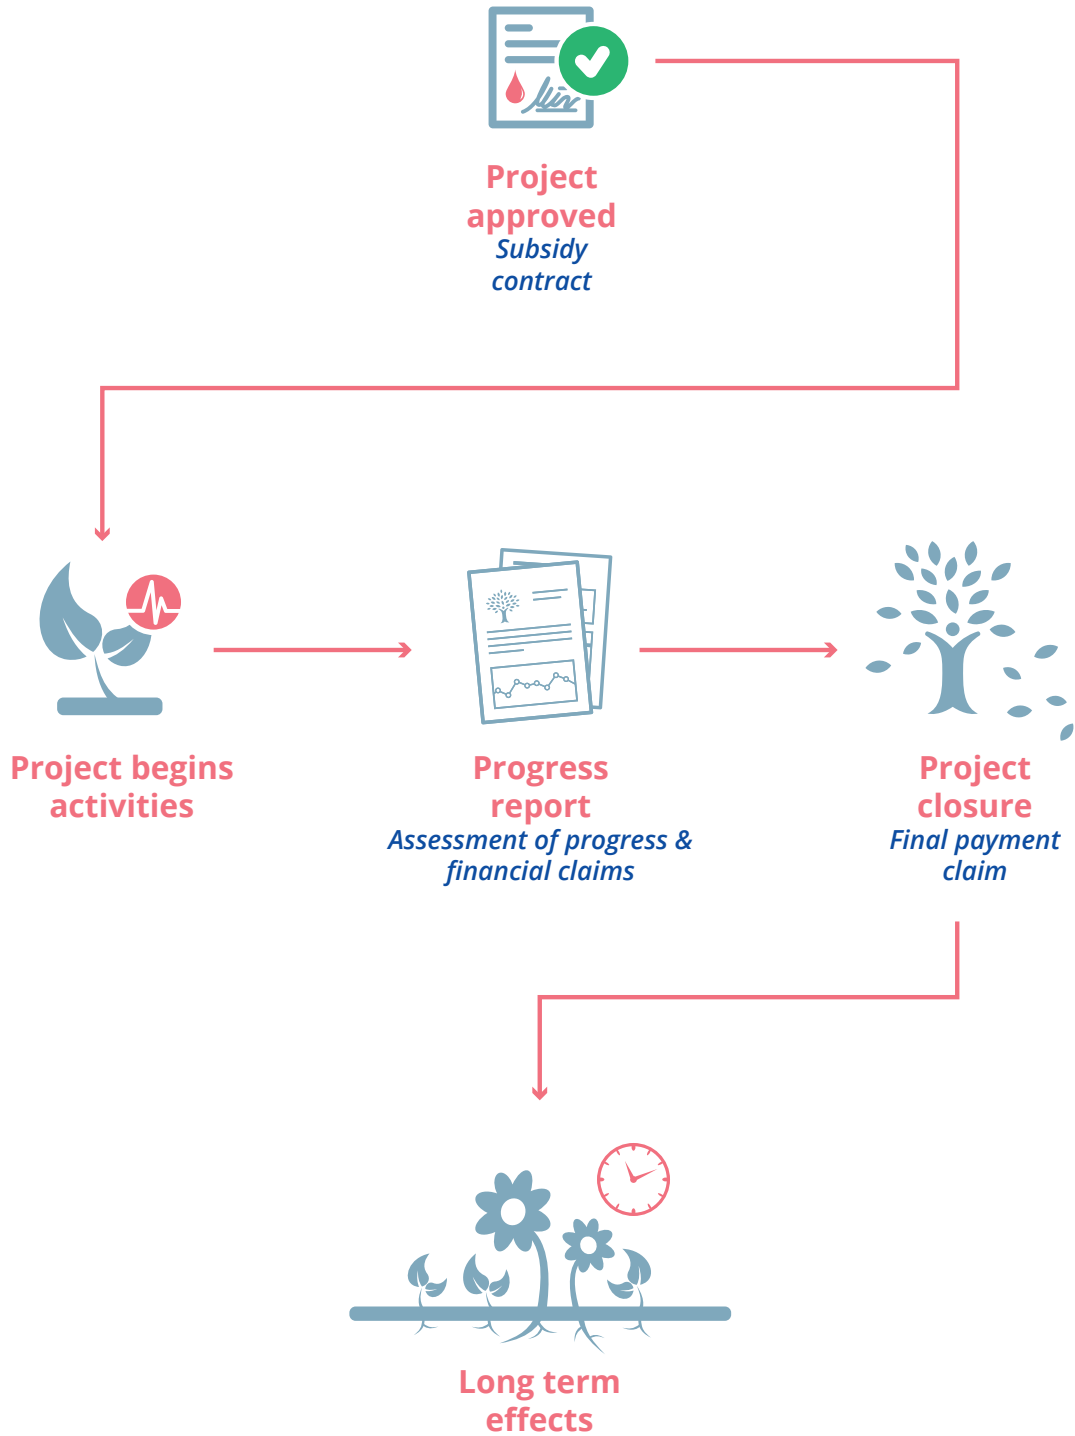 Project
approved
Subsidy
contract
Project begins
activities
Progress
report
Assessment of progress &
financial claims
Project
closure
Final payment
claim
Long term
effects